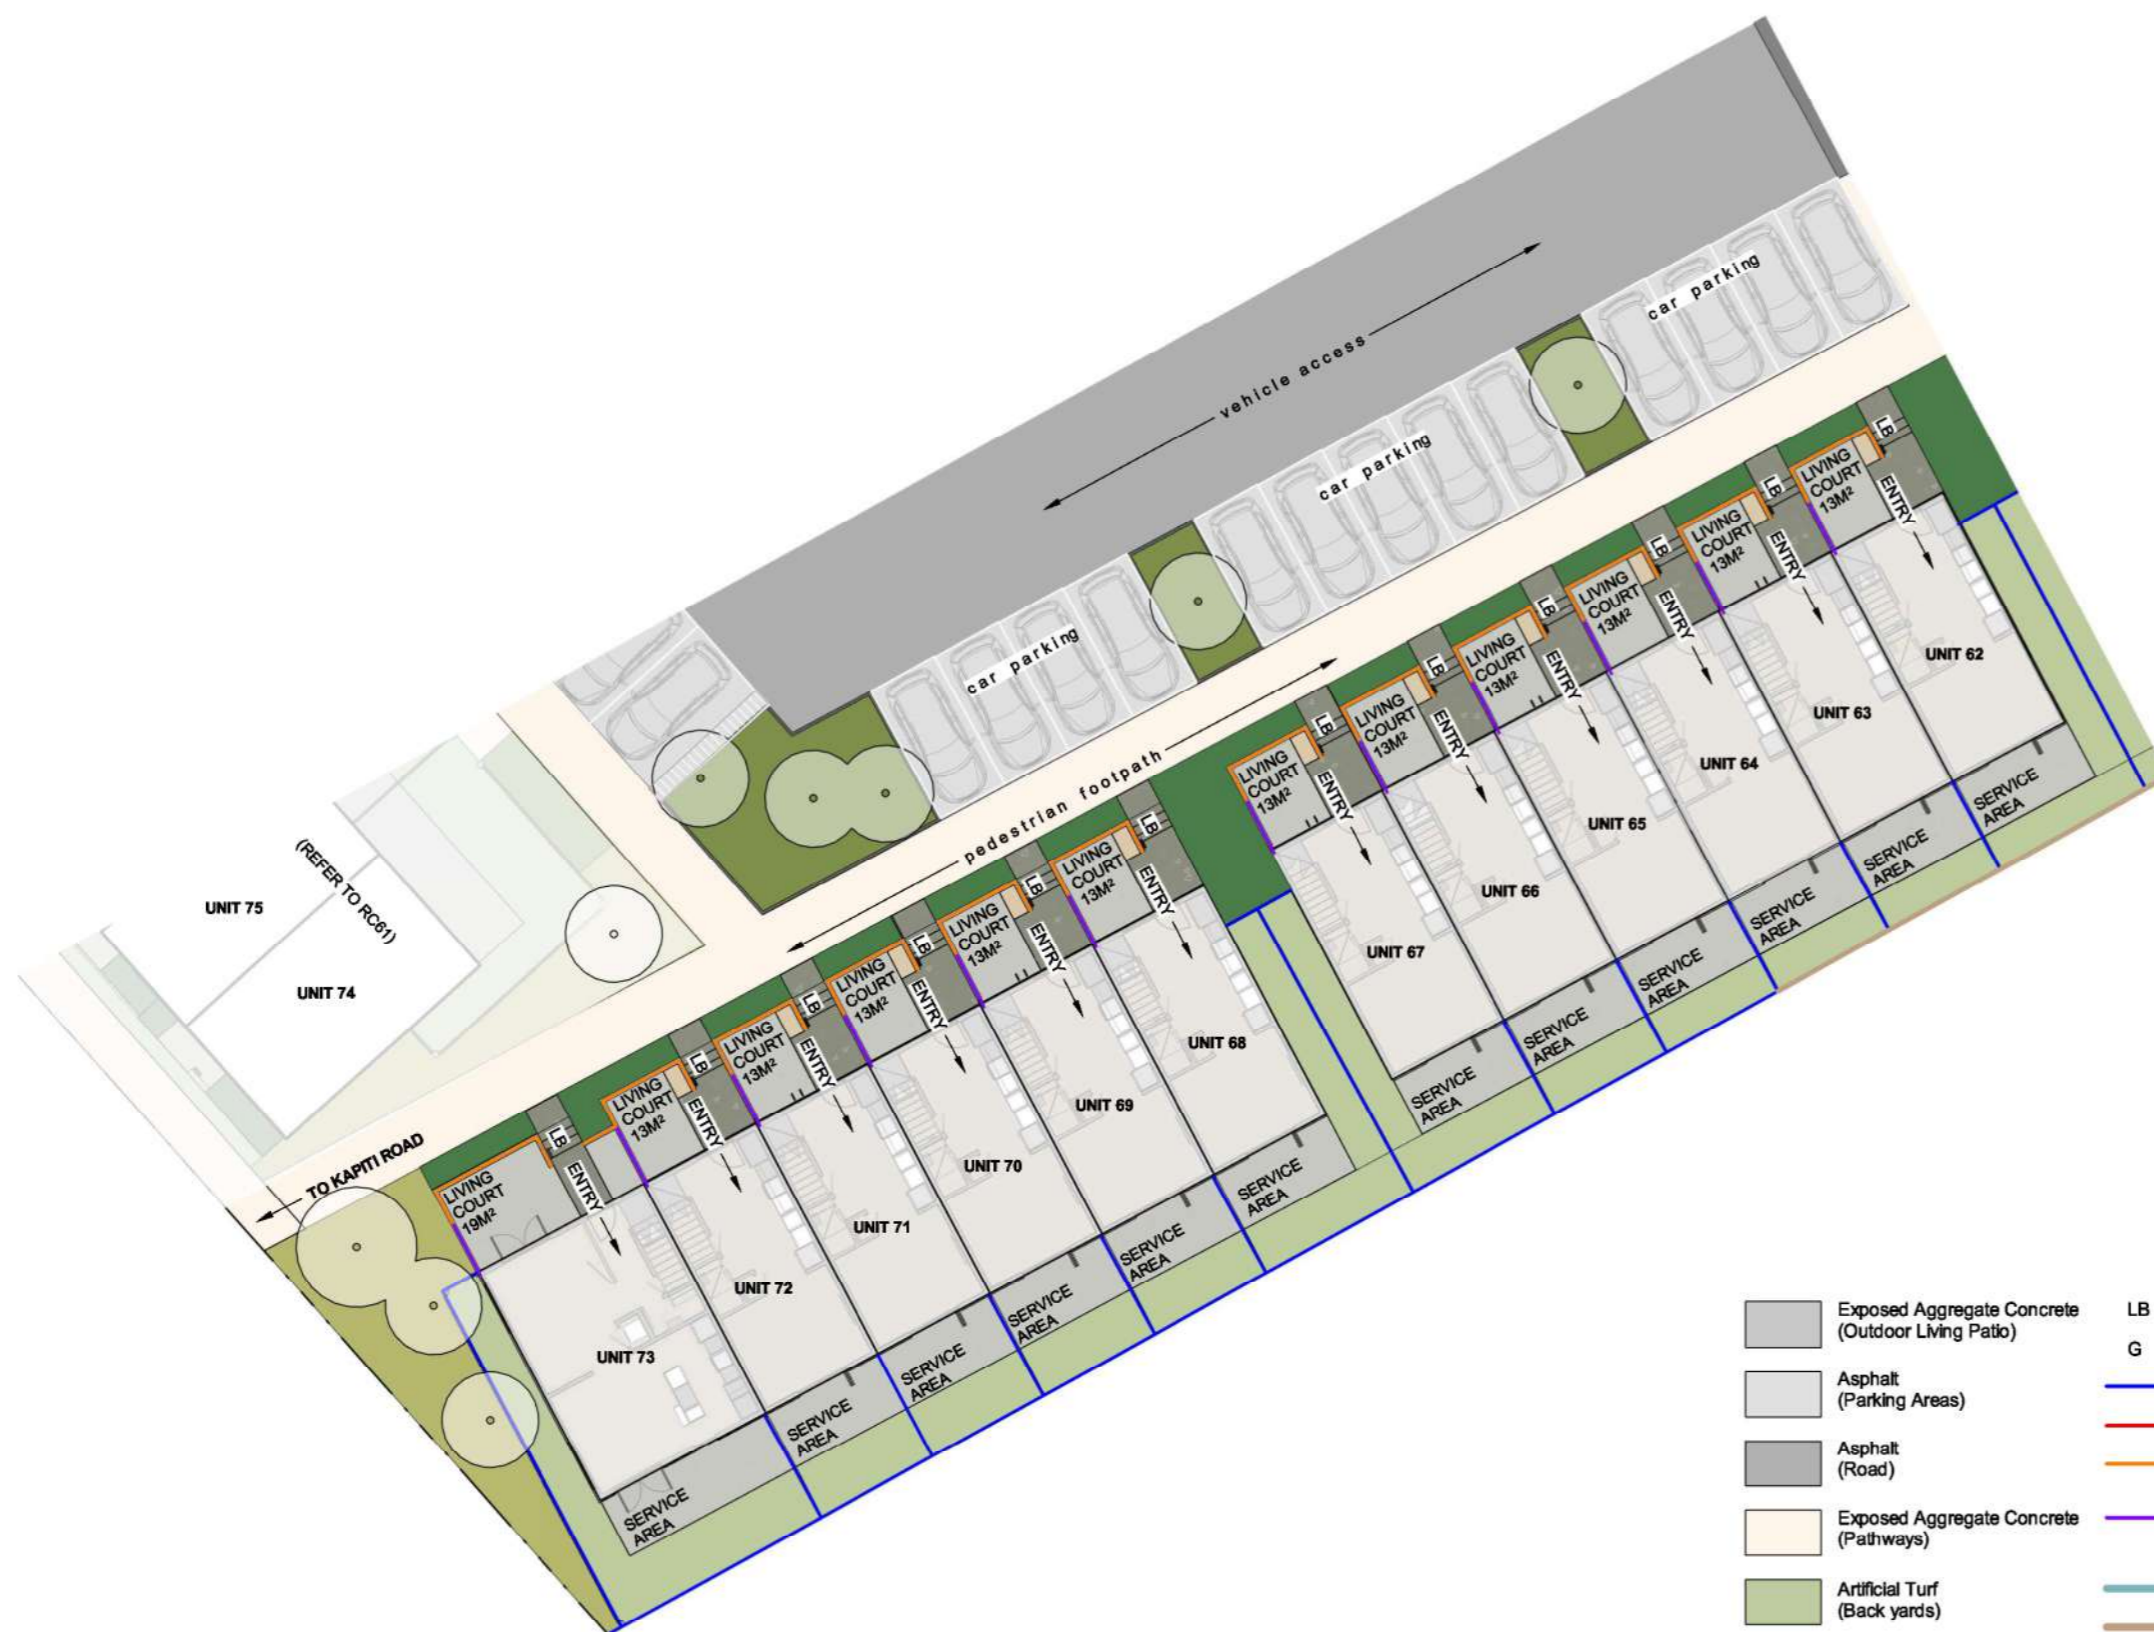 car parking
vehicle access
car parking
car parking
pedestrian footpath
LB
LIVING
COURT
13M²
ENTRY
UNIT 62
SERVICE
AREA
LB
LIVING
COURT
13M²
ENTRY
UNIT 63
SERVICE
AREA
LB
LIVING
COURT
13M²
ENTRY
UNIT 64
SERVICE
AREA
LB
LIVING
COURT
13M²
ENTRY
UNIT 65
SERVICE
AREA
LB
LIVING
COURT
13M²
ENTRY
UNIT 66
SERVICE
AREA
LB
LIVING
COURT
13M²
ENTRY
UNIT 67
SERVICE
AREA
LB
LIVING
COURT
13M²
ENTRY
UNIT 68
SERVICE
AREA
LB
LIVING
COURT
13M²
ENTRY
UNIT 69
SERVICE
AREA
LB
LIVING
COURT
13M²
ENTRY
UNIT 70
SERVICE
AREA
LB
LIVING
COURT
13M²
ENTRY
UNIT 71
SERVICE
AREA
LB
LIVING
COURT
13M²
ENTRY
UNIT 72
SERVICE
AREA
LB
LIVING
COURT
19M²
ENTRY
UNIT 73
SERVICE
AREA
UNIT 75
(REFER TO RC61)
UNIT 74
TO KAPITI ROAD
Exposed Aggregate Concrete
(Outdoor Living Patio)
Asphalt
(Parking Areas)
Asphalt
(Road)
Exposed Aggregate Concrete
(Pathways)
Artificial Turf
(Back yards)
LB
G